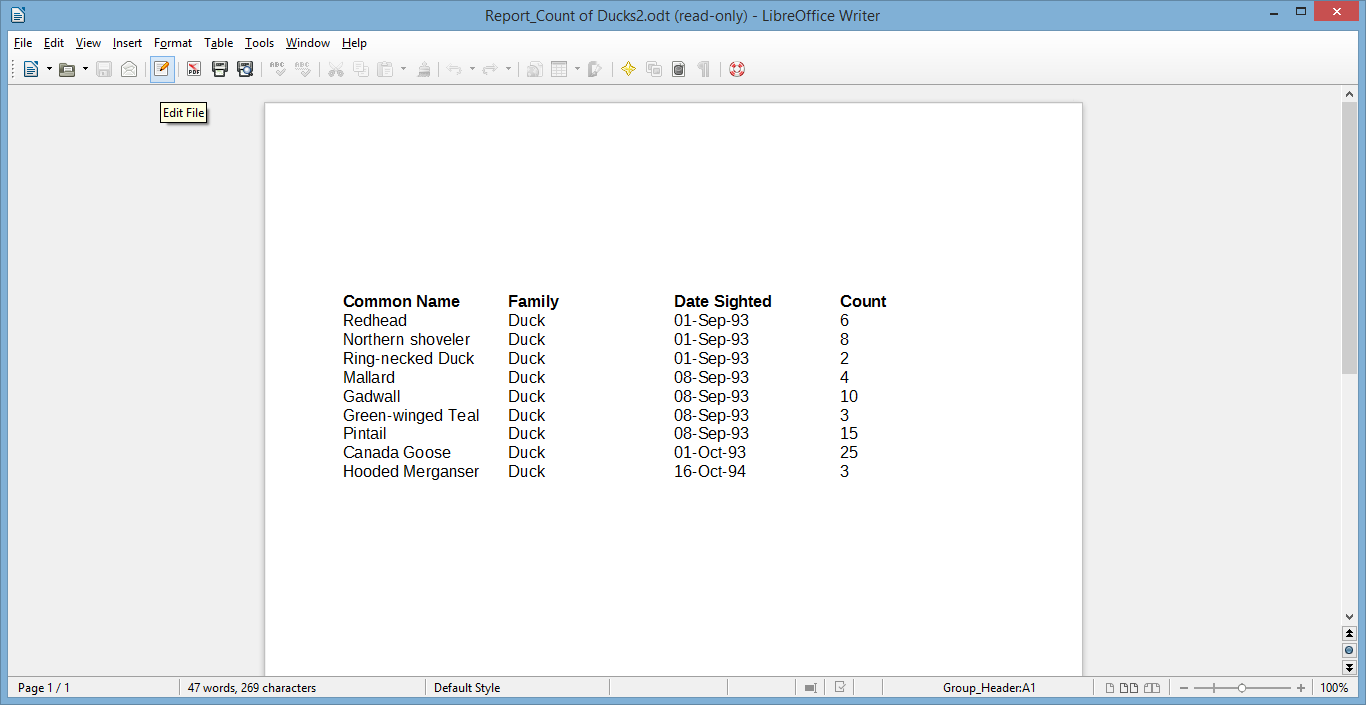 Report_Count of Ducks2.odt (read-only) - LibreOffice Writer
File Edit View Insert Format Table Tools Window Help
PDF ABC ABC
Edit File
Common Name Family Date Sighted Count
Redhead Duck 01-Sep-93 6
Northern shoveler Duck 01-Sep-93 8
Ring-necked Duck Duck 01-Sep-93 2
Mallard Duck 08-Sep-93 4
Gadwall Duck 08-Sep-93 10
Green-winged Teal Duck 08-Sep-93 3
Pintail Duck 08-Sep-93 15
Canada Goose Duck 01-Oct-93 25
Hooded Merganser Duck 16-Oct-94 3
Page 1 / 1 47 words, 269 characters Default Style Group_Header:A1 100%